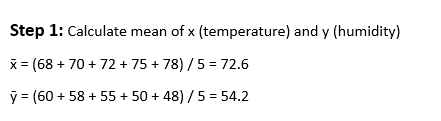 Step 1: Calculate mean of x (temperature) and y (humidity)
x̄ = (68 + 70 + 72 + 75 + 78) / 5 = 72.6
ȳ = (60 + 58 + 55 + 50 + 48) / 5 = 54.2